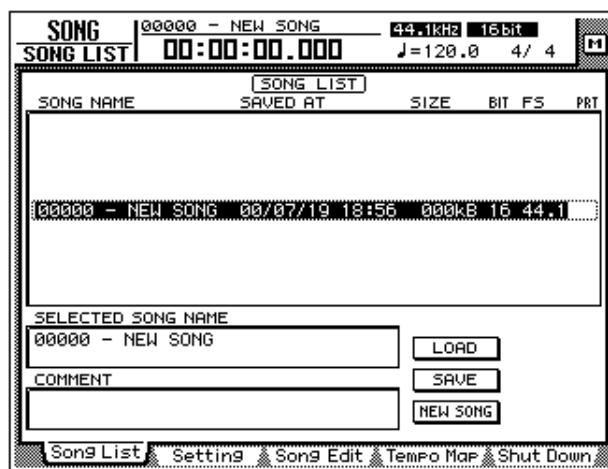 SONG
SONG LIST
00000 - NEW SONG
00:00:00.000
44.1kHz 16bit
♩=120.0 4/ 4
M
SONG LIST
SONG NAME SAVED AT SIZE BIT FS PRT
00000 - NEW SONG 00/07/19 18:56 000kB 16 44.1
SELECTED SONG NAME
00000 - NEW SONG
COMMENT
LOAD
SAVE
NEW SONG
Song List Setting Song Edit Tempo Map Shut Down